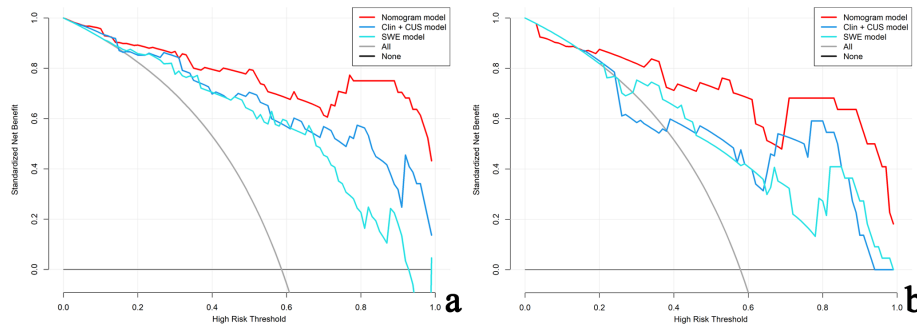 Nomogram model
Clin + CUS model
SWE model
All
None
Standardized Net Benefit
1.0
0.8
0.6
0.4
0.2
0.0
0.0 0.2 0.4 0.6 0.8 1.0
High Risk Threshold
a
Nomogram model
Clin + CUS model
SWE model
All
None
Standardized Net Benefit
1.0
0.8
0.6
0.4
0.2
0.0
0.0 0.2 0.4 0.6 0.8 1.0
High Risk Threshold
b